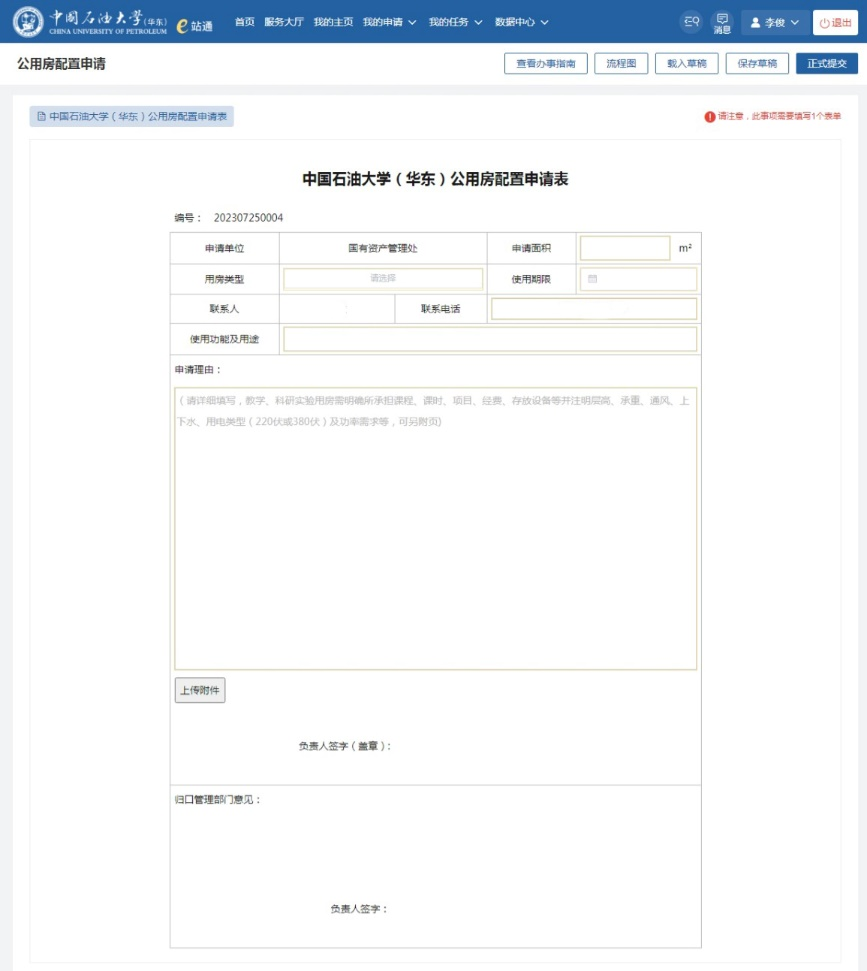 中国石油大学(华东) CHINA UNIVERSITY OF PETROLEUM e站通 首页 服务大厅 我的主页 我的申请 我的任务 数据中心 消息 李俊 退出
公用房配置申请 查看办事指南 流程图 载入草稿 保存草稿 正式提交
中国石油大学(华东)公用房配置申请表 请注意,此事项需要填写1个表单
中国石油大学(华东)公用房配置申请表
编号: 202307250004
申请单位 国有资产管理处 申请面积 m²
用房类型 请选择 使用期限
联系人 联系电话
使用功能及用途
申请理由:
(请详细填写,教学、科研实验用房需明确所承担课程、课时、项目、经费、存放设备等并注明层高、承重、通风、上
下水、用电类型(220伏或380伏)及功率需求等,可另附页)
上传附件
负责人签字(盖章):
归口管理部门意见:
负责人签字: